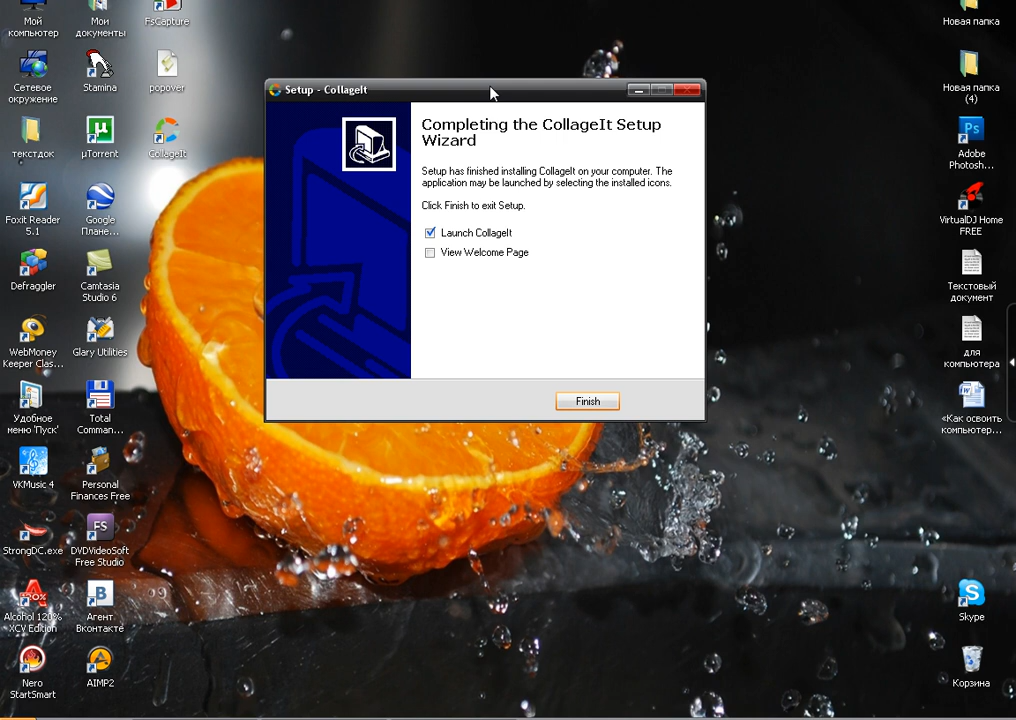 Мой
компьютер
Мои
документы
FsCapture
Новая папка
Сетевое
окружение
Stamina
popover
Новая папка
(4)
Setup - CollageIt
Completing the CollageIt Setup
Wizard
Setup has finished installing CollageIt on your computer. The
application may be launched by selecting the installed icons.
Click Finish to exit Setup.
Launch CollageIt
View Welcome Page
Finish
текстдок
µ
µTorrent
CollageIt
Ps
Adobe
Photosh...
Foxit Reader
5.1
Google
Плане...
VirtualDJ Home
FREE
Defraggler
Camtasia
Studio 6
Текстовый
документ
WebMoney
Keeper Clas...
Glary Utilities
для
компьютера
Удобное
меню 'Пуск'
Total
Comman...
W
«Как освоить
компьютер...
VKMusic 4
Personal
Finances Free
StrongDC.exe
FS
DVDVideoSoft
Free Studio
Alcohol 120%
XCV Edition
В
Агент
Вконтакте
S
Skype
Nero
StartSmart
AIMP2
Корзина